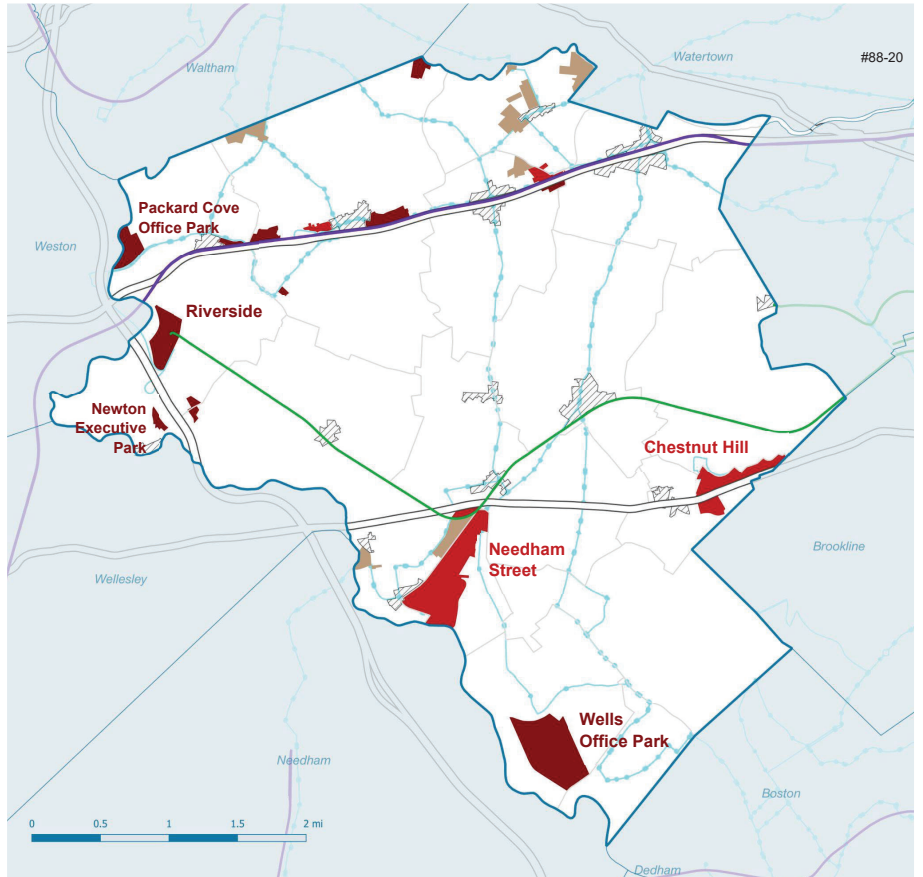 Waltham
Watertown
#88-20
Packard Cove
Office Park
Weston
Riverside
Newton
Executive
Park
Chestnut Hill
Needham
Street
Brookline
Wellesley
Wells
Office Park
Needham
Boston
0 0.5 1 1.5 2 mi
Dedham